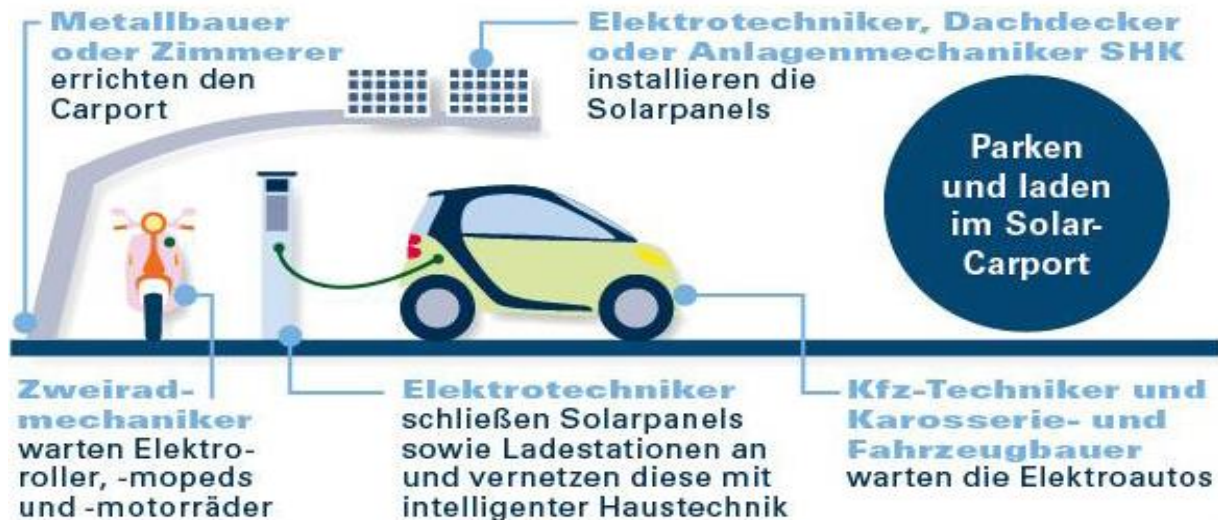 Metallbauer
oder Zimmerer
errichten den
Carport
Elektrotechniker, Dachdecker
oder Anlagenmechaniker SHK
installieren die
Solarpanels
Parken
und laden
im Solar-
Carport
Zweirad-
mechaniker
warten Elektro-
roller, -mopeds
und -motorräder
Elektrotechniker
schließen Solarpanels
sowie Ladestationen an
und vernetzen diese mit
intelligenter Haustechnik
Kfz-Techniker und
Karosserie- und
Fahrzeugbauer
warten die Elektroautos